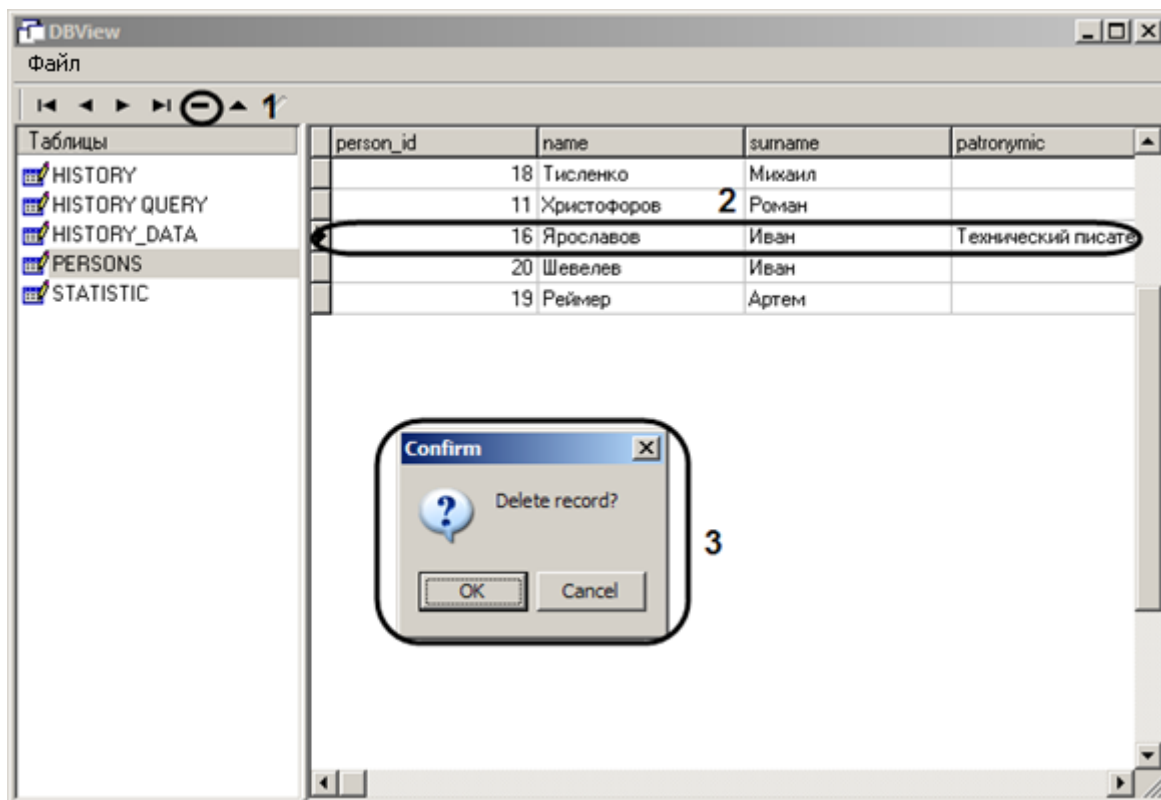 DBView
Файл
1
Таблицы
HISTORY
HISTORY QUERY
HISTORY_DATA
PERSONS
STATISTIC
person_id name surname patronymic
18 Тисленко Михаил
11 Христофоров 2 Роман
16 Ярославов Иван Технический писате
20 Шевелев Иван
19 Реймер Артем
Confirm
Delete record?
3
OK Cancel